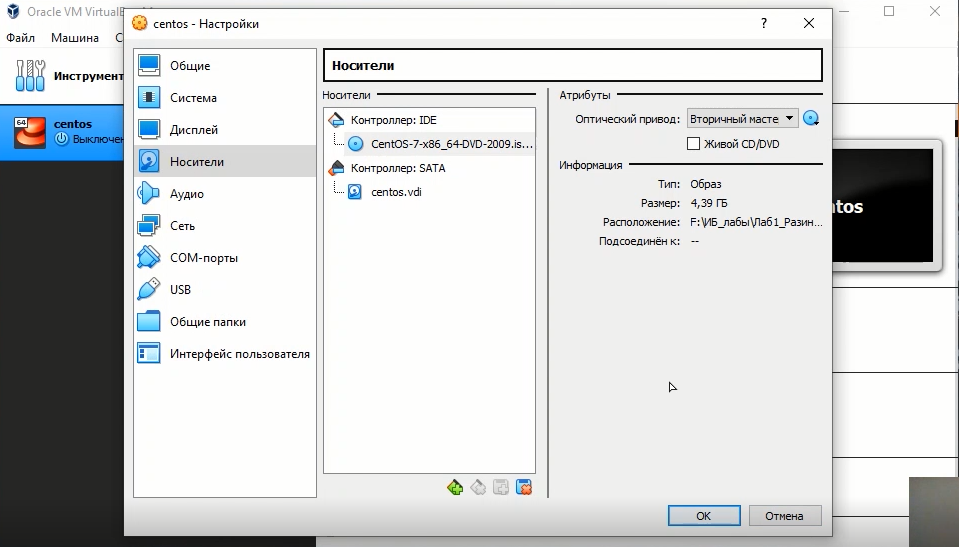 Oracle VM VirtualB
centos - Настройки
?
Файл Машина С
Инструмент
64
centos
Выключен
Общие
Система
Дисплей
Носители
Аудио
Сеть
COM-порты
USB
Общие папки
Интерфейс пользователя
Носители
Носители
Контроллер: IDE
CentOS-7-x86_64-DVD-2009.is...
Контроллер: SATA
centos.vdi
Атрибуты
Оптический привод: Вторичный масте
Живой CD/DVD
Информация
Тип: Образ
Размер: 4,39 ГБ
Расположение: F:\ИБ_лабы\Лаб1_Разин...
Подсоединён к: --
ntos
OK
Отмена